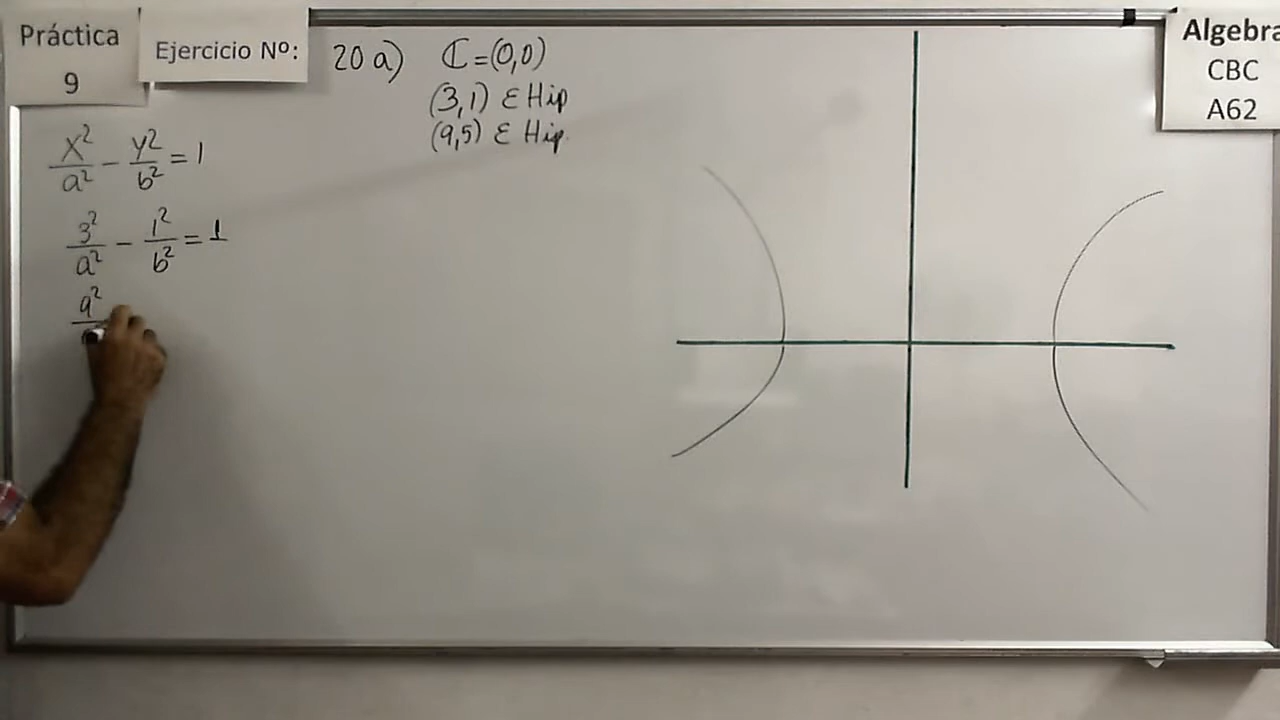 Práctica
9
Ejercicio Nº:
20 a) C=(0,0)
(3,1) ε Hip
(9,5) ε Hip.
Algebra
CBC
A62
x²/a² - y²/b² = 1
3²/a² - 1²/b² = 1
9²